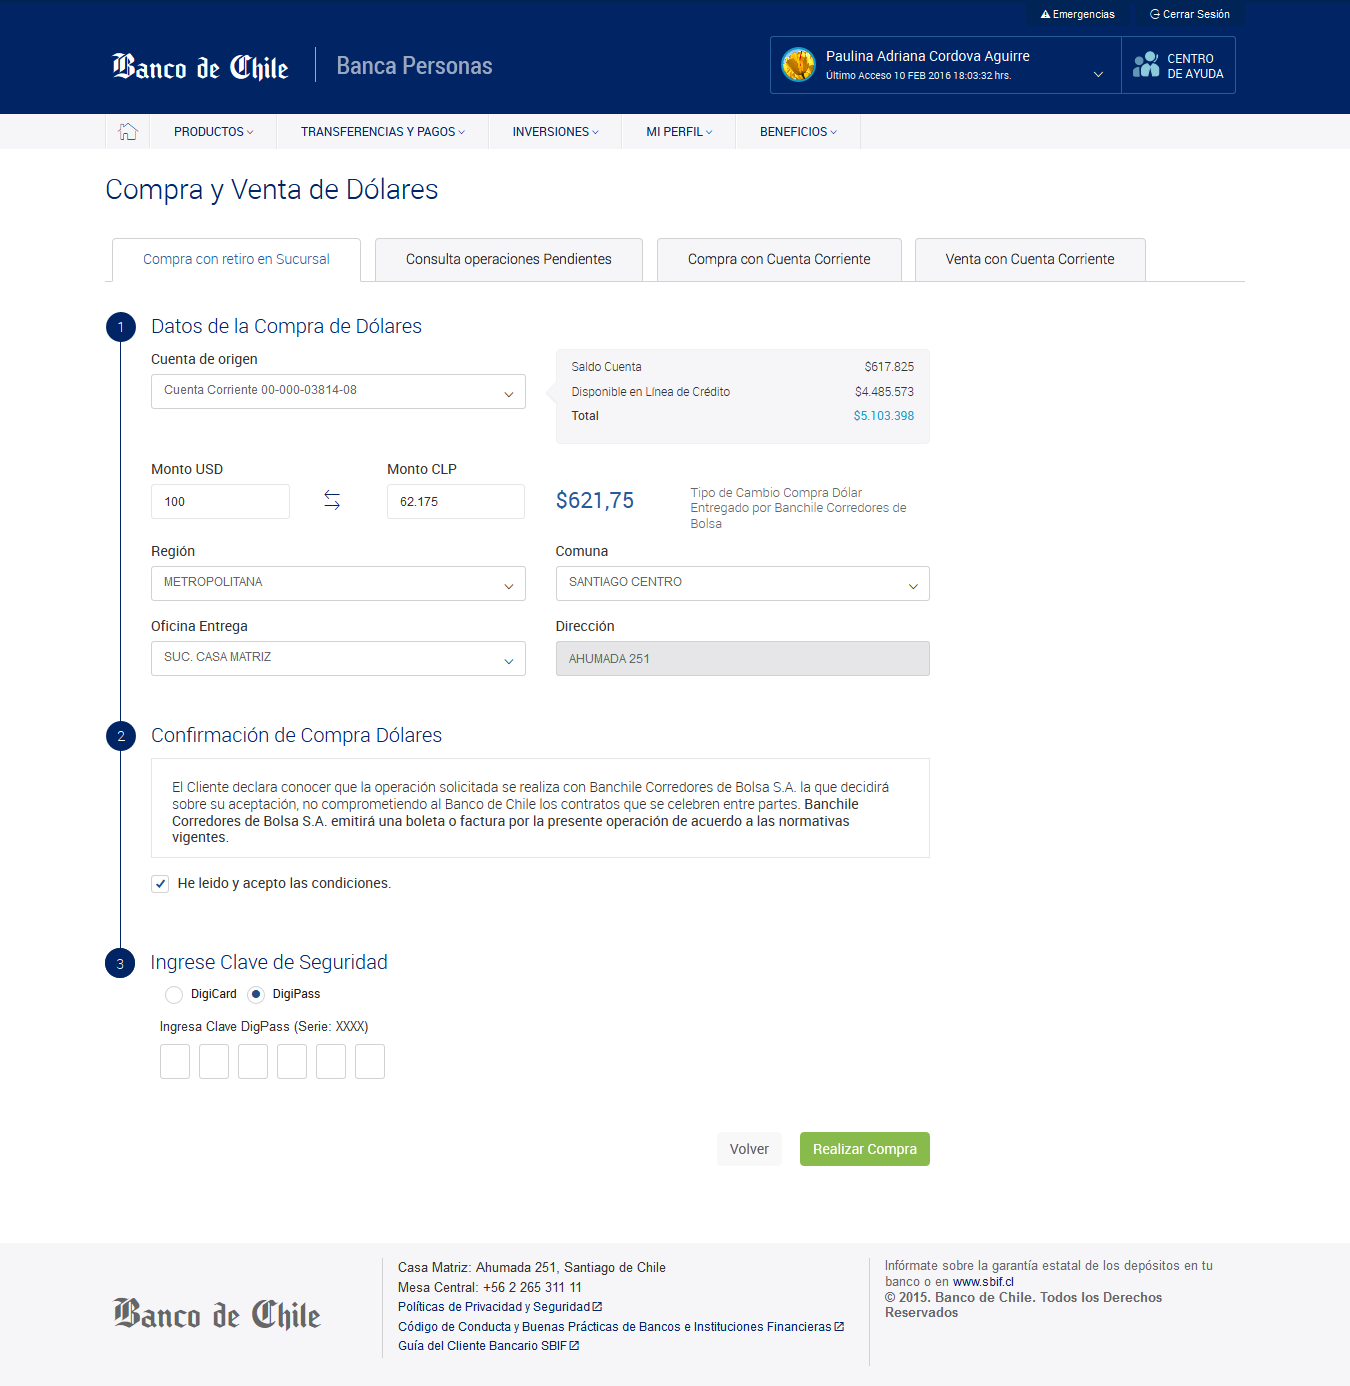 Emergencias
Cerrar Sesión
Banco de Chile
Banca Personas
Paulina Adriana Cordova Aguirre
Último Acceso 10 FEB 2016 18:03:32 hrs.
CENTRO
DE AYUDA
PRODUCTOS
TRANSFERENCIAS Y PAGOS
INVERSIONES
MI PERFIL
BENEFICIOS
Compra y Venta de Dólares
Compra con retiro en Sucursal
Consulta operaciones Pendientes
Compra con Cuenta Corriente
Venta con Cuenta Corriente
1
Datos de la Compra de Dólares
Cuenta de origen
Cuenta Corriente 00-000-03814-08
Saldo Cuenta $617.825
Disponible en Línea de Crédito $4.485.573
Total $5.103.398
Monto USD
100
Monto CLP
62.175
$621,75
Tipo de Cambio Compra Dólar
Entregado por Banchile Corredores de
Bolsa
Región
METROPOLITANA
Comuna
SANTIAGO CENTRO
Oficina Entrega
SUC. CASA MATRIZ
Dirección
AHUMADA 251
2
Confirmación de Compra Dólares
El Cliente declara conocer que la operación solicitada se realiza con Banchile Corredores de Bolsa S.A. la que decidirá
sobre su aceptación, no comprometiendo al Banco de Chile los contratos que se celebren entre partes. Banchile
Corredores de Bolsa S.A. emitirá una boleta o factura por la presente operación de acuerdo a las normativas
vigentes.
He leido y acepto las condiciones.
3
Ingrese Clave de Seguridad
DigiCard
DigiPass
Ingresa Clave DigPass (Serie: XXXX)
Volver
Realizar Compra
Banco de Chile
Casa Matriz: Ahumada 251, Santiago de Chile
Mesa Central: +56 2 265 311 11
Políticas de Privacidad y Seguridad
Código de Conducta y Buenas Prácticas de Bancos e Instituciones Financieras
Guía del Cliente Bancario SBIF
Infórmate sobre la garantía estatal de los depósitos en tu
banco o en www.sbif.cl
© 2015. Banco de Chile. Todos los Derechos
Reservados